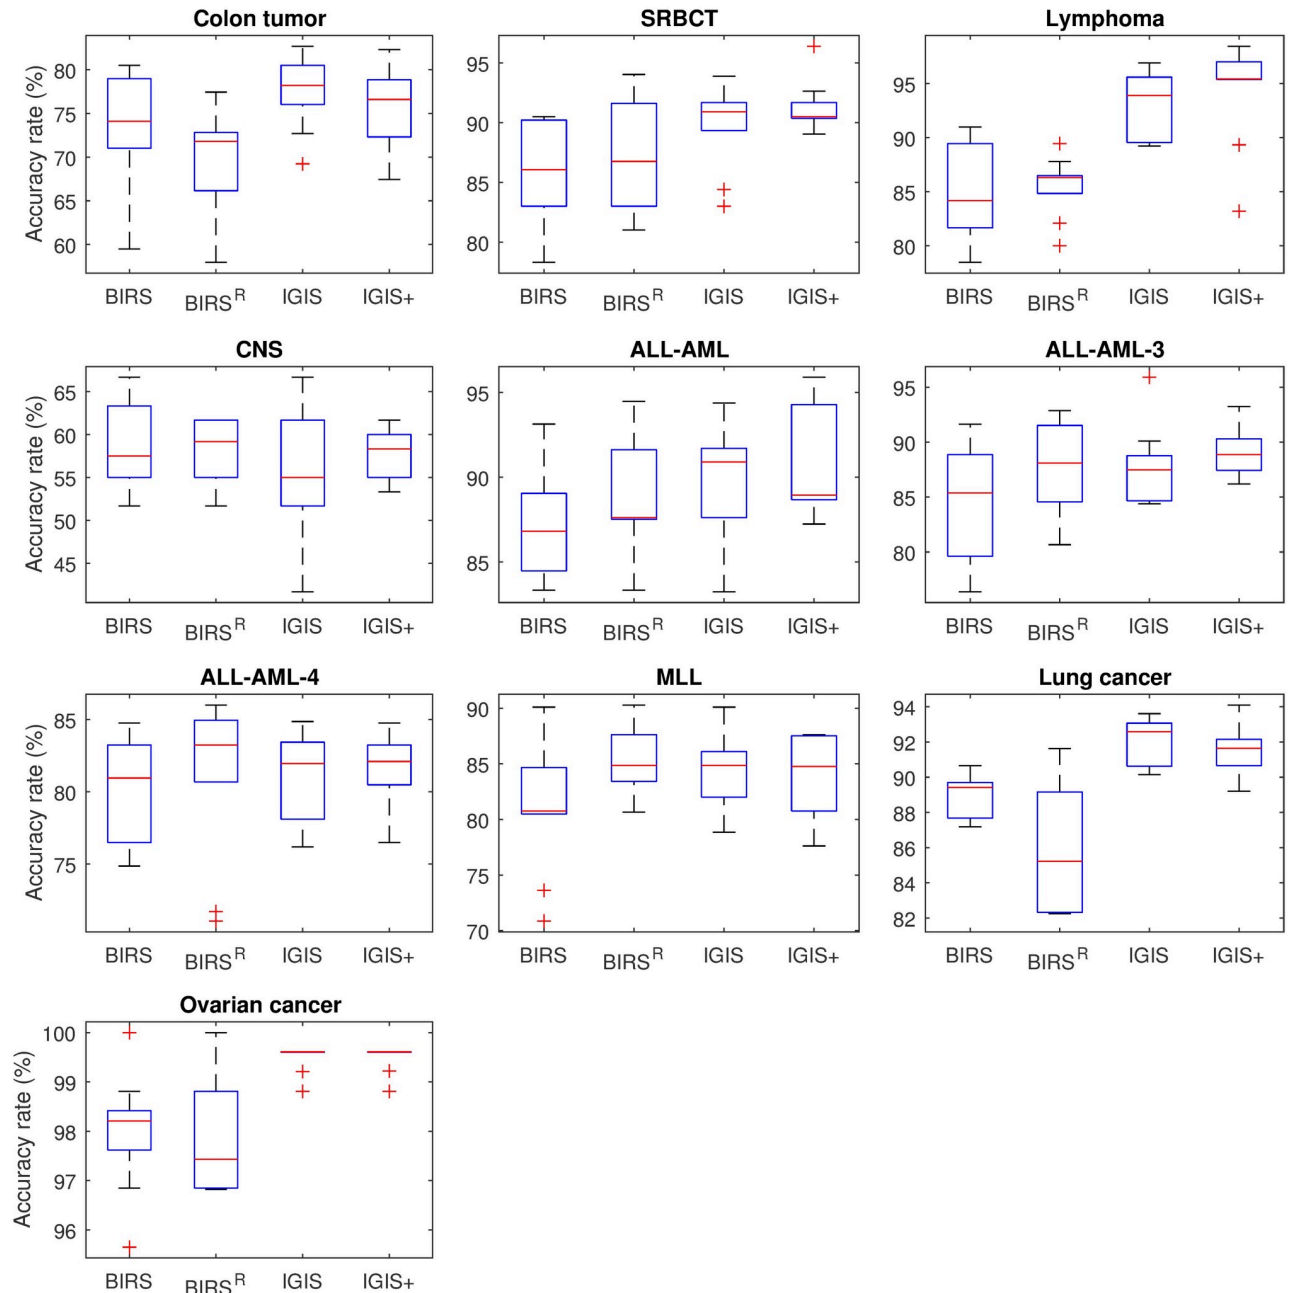 Colon tumor
Accuracy rate (%)
80
75
70
65
60
BIRS BIRS^R IGIS IGIS+
SRBCT
95
90
85
80
BIRS BIRS^R IGIS IGIS+
Lymphoma
95
90
85
80
BIRS BIRS^R IGIS IGIS+
CNS
Accuracy rate (%)
65
60
55
50
45
BIRS BIRS^R IGIS IGIS+
ALL-AML
95
90
85
BIRS BIRS^R IGIS IGIS+
ALL-AML-3
95
90
85
80
BIRS BIRS^R IGIS IGIS+
ALL-AML-4
Accuracy rate (%)
85
80
75
BIRS BIRS^R IGIS IGIS+
MLL
90
85
80
75
70
BIRS BIRS^R IGIS IGIS+
Lung cancer
94
92
90
88
86
84
82
BIRS BIRS^R IGIS IGIS+
Ovarian cancer
Accuracy rate (%)
100
99
98
97
96
BIRS BIRS^R IGIS IGIS+